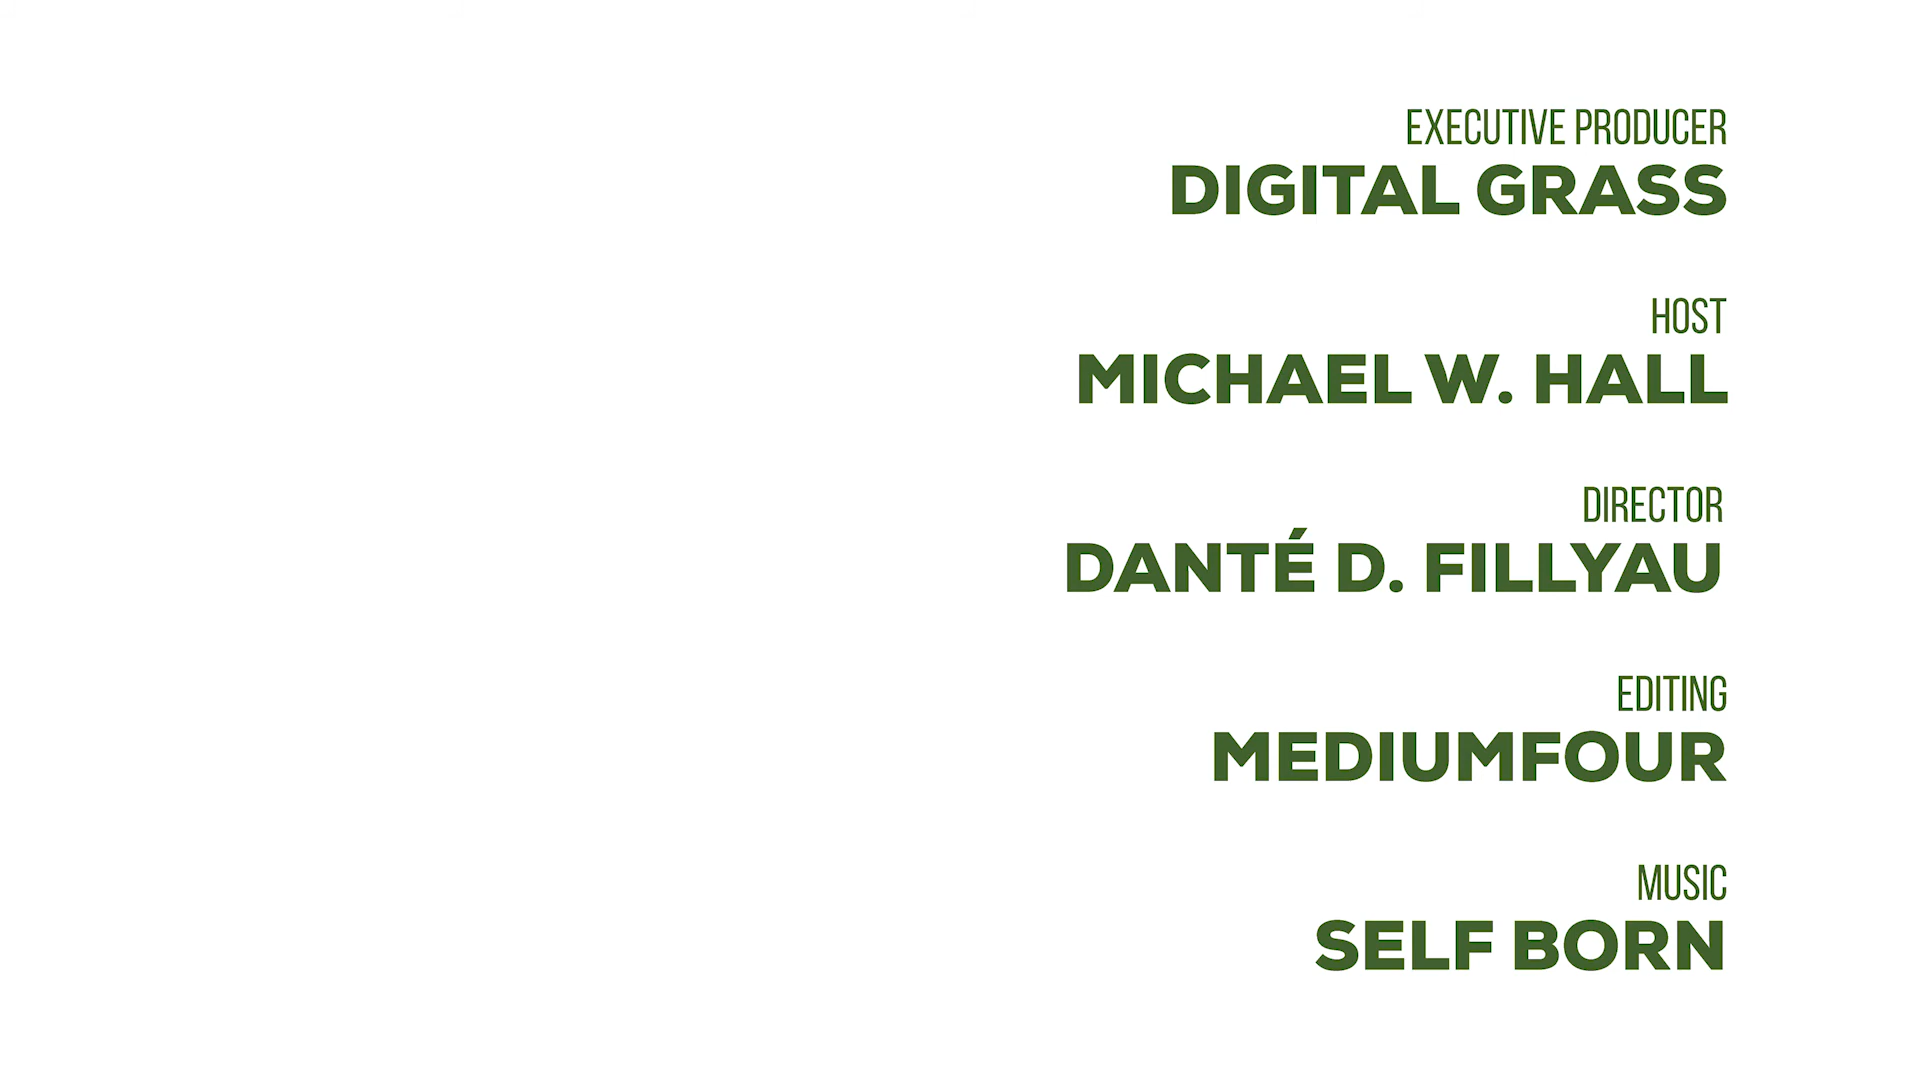 EXECUTIVE PRODUCER
DIGITAL GRASS
HOST
MICHAEL W. HALL
DIRECTOR
DANTÉ D. FILLYAU
EDITING
MEDIUMFOUR
MUSIC
SELF BORN